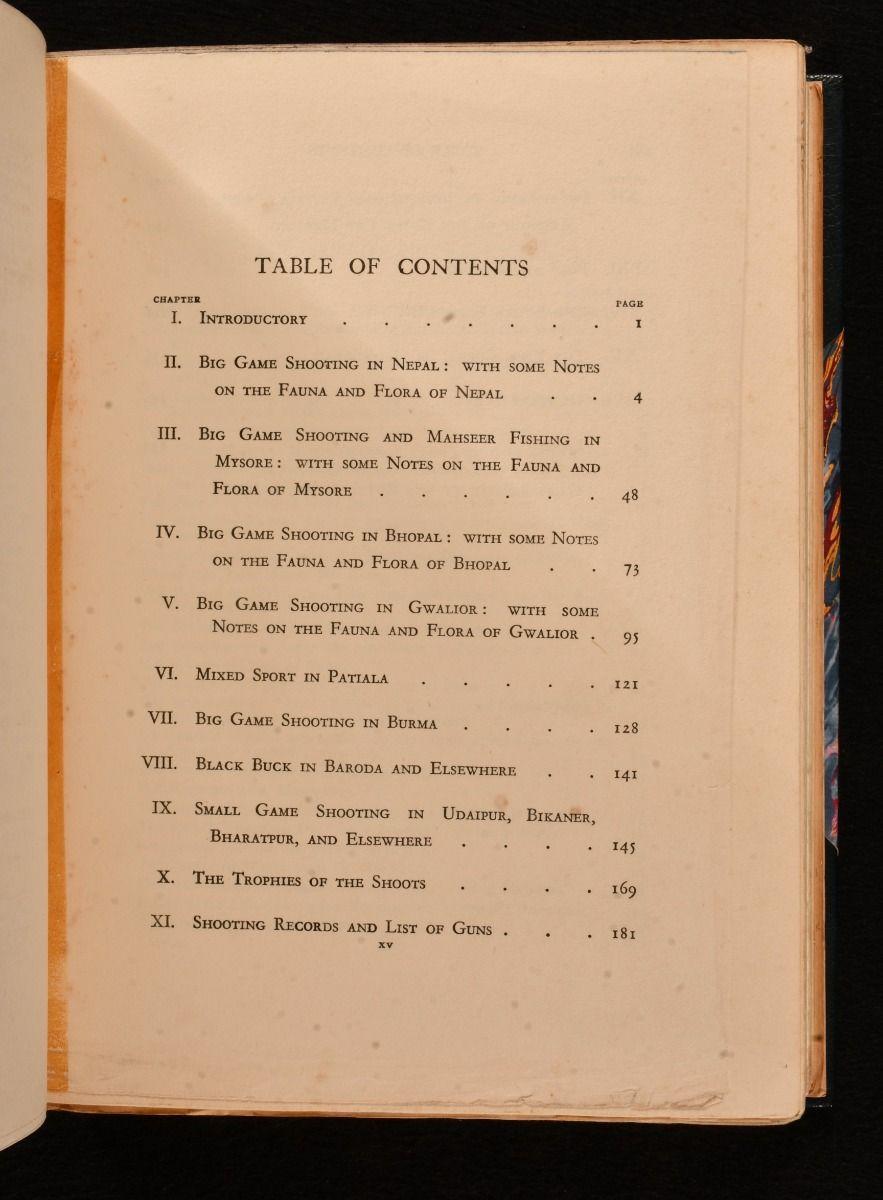 TABLE OF CONTENTS
CHAPTER PAGE
I. Introductory . . . . . . . 1
II. Big Game Shooting in Nepal : with some Notes
on the Fauna and Flora of Nepal . . 4
III. Big Game Shooting and Mahseer Fishing in
Mysore : with some Notes on the Fauna and
Flora of Mysore . . . . . . 48
IV. Big Game Shooting in Bhopal : with some Notes
on the Fauna and Flora of Bhopal . . 73
V. Big Game Shooting in Gwalior : with some
Notes on the Fauna and Flora of Gwalior . 95
VI. Mixed Sport in Patiala . . . . . 121
VII. Big Game Shooting in Burma . . . . 128
VIII. Black Buck in Baroda and Elsewhere . . 141
IX. Small Game Shooting in Udaipur, Bikaner,
Bharatpur, and Elsewhere . . . . 145
X. The Trophies of the Shoots . . . . 169
XI. Shooting Records and List of Guns . . . 181
xv